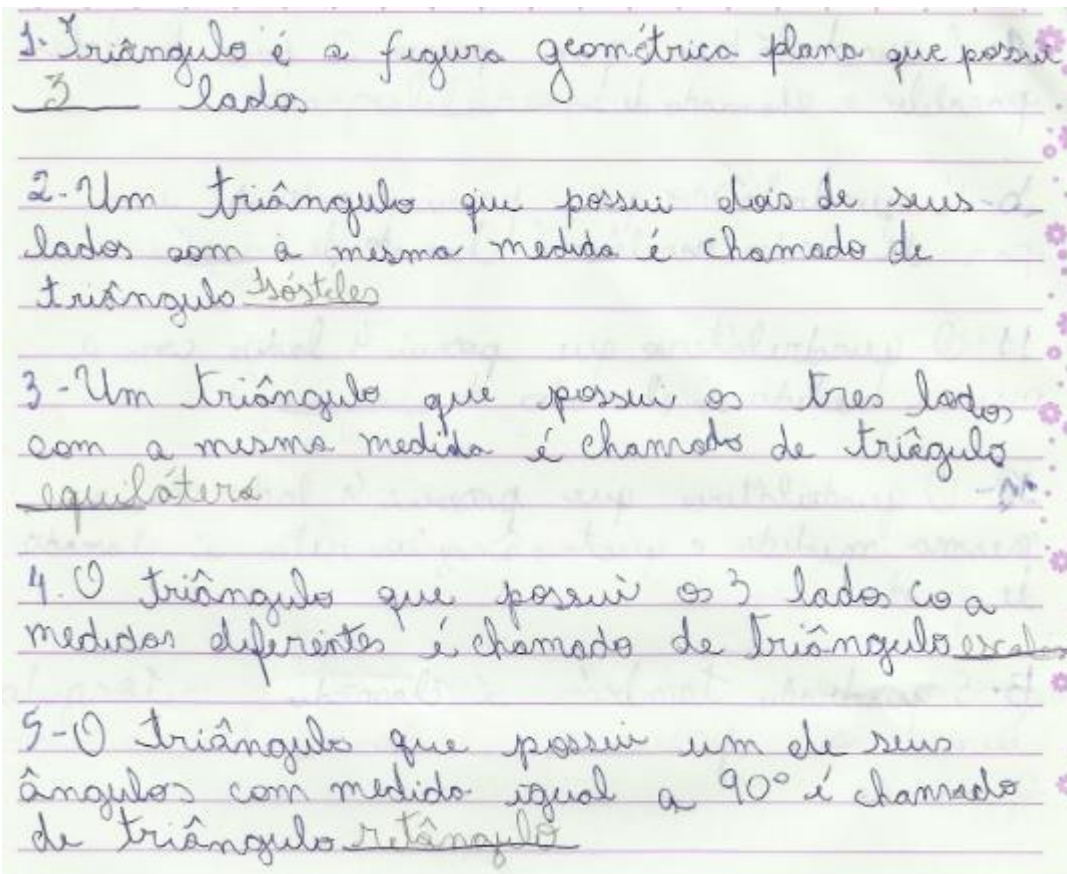 1- Triângulo é a figura geométrica plana que possui
3 lados
2- Um triângulo que possui dois de seus
lados com a mesma medida é chamado de
triângulo Isósteles
3- Um triângulo que possui os tres lados
com a mesma medida é chamado de triâgulo
equilátero
4. O triângulo que possui os 3 lados co a
medidas diferentes é chamado de triângulo
5-O triângulo que possui um de seus
ângulos com medida igual a 90° é chamado
de triângulo retângulo